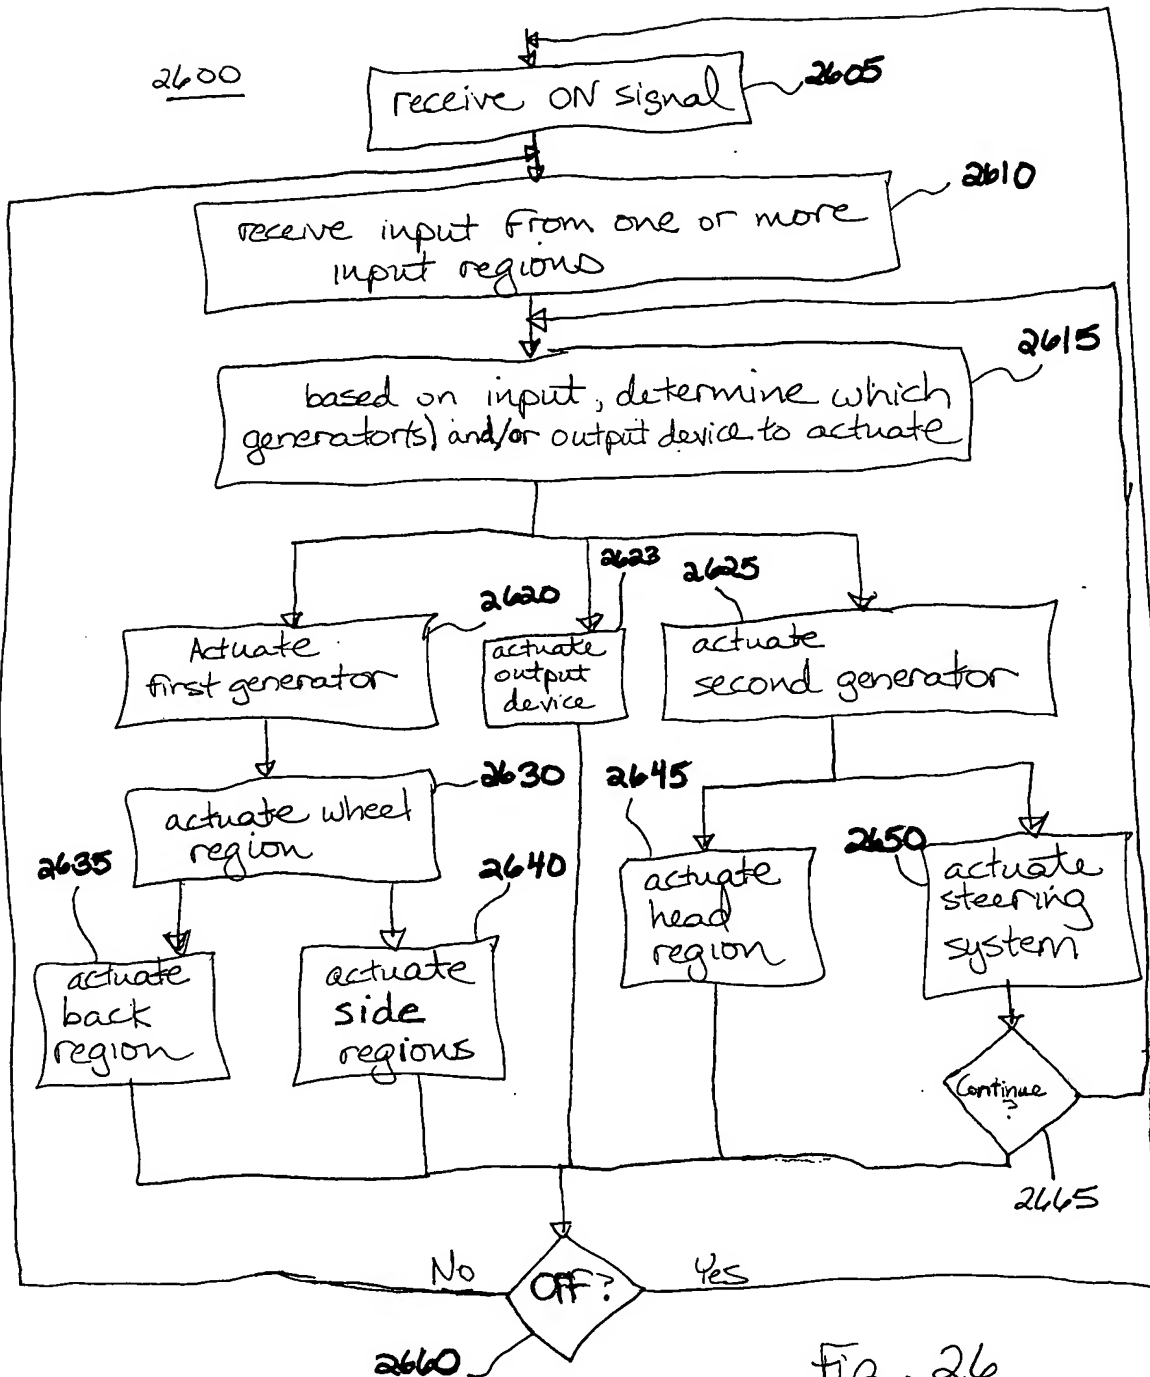 2600
receive ON signal
2605
2610
receive input from one or more
input regions
2615
based on input, determine which
generator(s) and/or output device to actuate
2623
2625
2620
Actuate
first generator
actuate
output
device
actuate
second generator
2630
2645
actuate wheel
region
2635
2640
2650
actuate
head
region
actuate
steering
system
actuate
back
region
actuate
side
regions
Continue
?
2665
No
OFF?
Yes
2660
Fig. 26